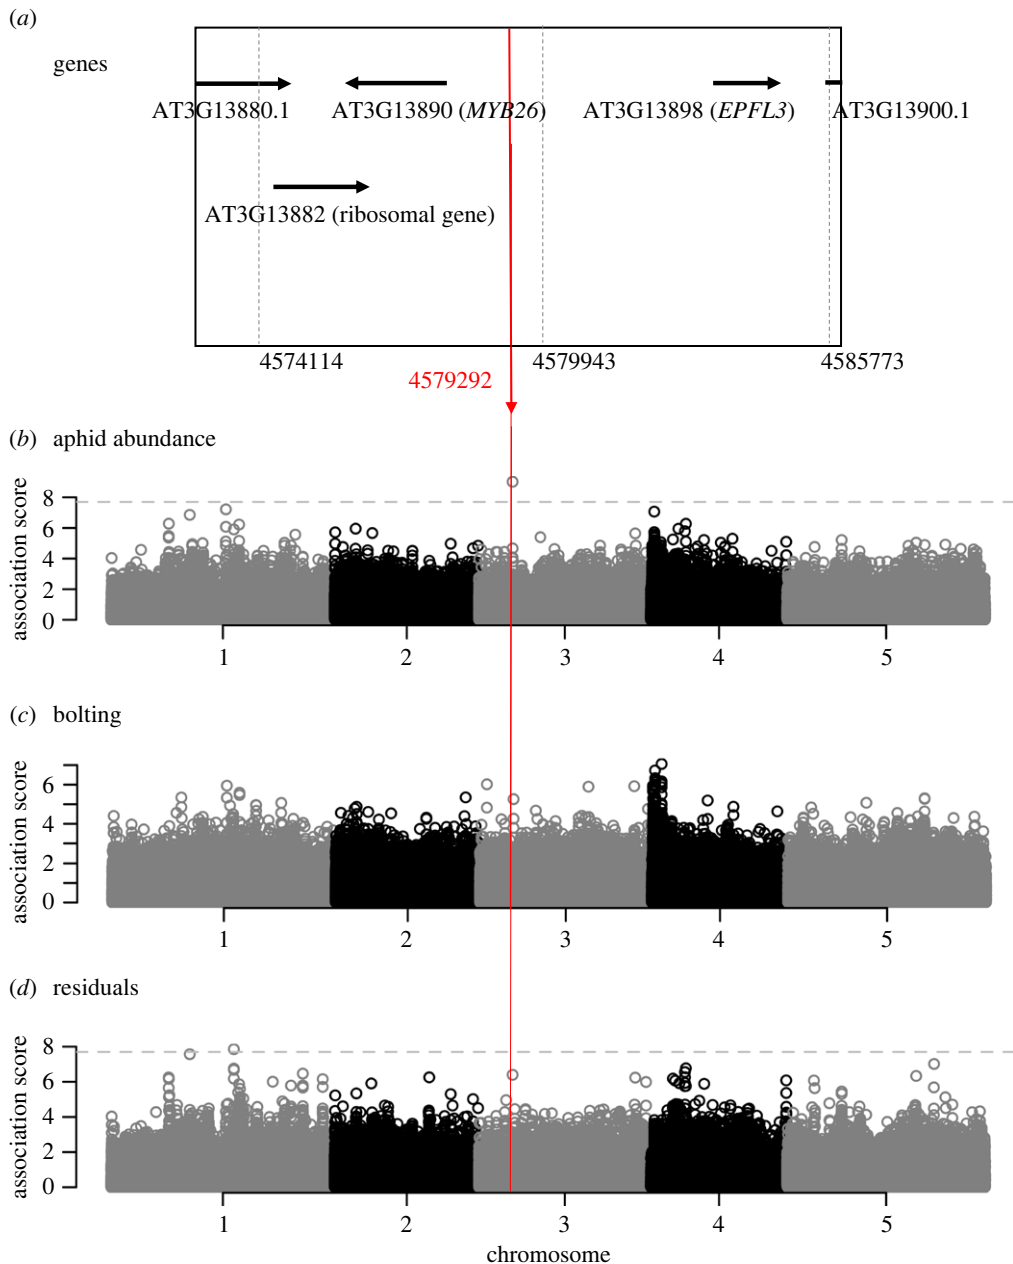 (a)
genes
AT3G13880.1 AT3G13890 (MYB26) AT3G13898 (EPFL3) AT3G13900.1
AT3G13882 (ribosomal gene)
4574114 4579943 4585773
4579292
(b) aphid abundance
association score
8
6
4
2
0
1 2 3 4 5
(c) bolting
association score
6
4
2
0
1 2 3 4 5
(d) residuals
association score
8
6
4
2
0
1 2 3 4 5
chromosome